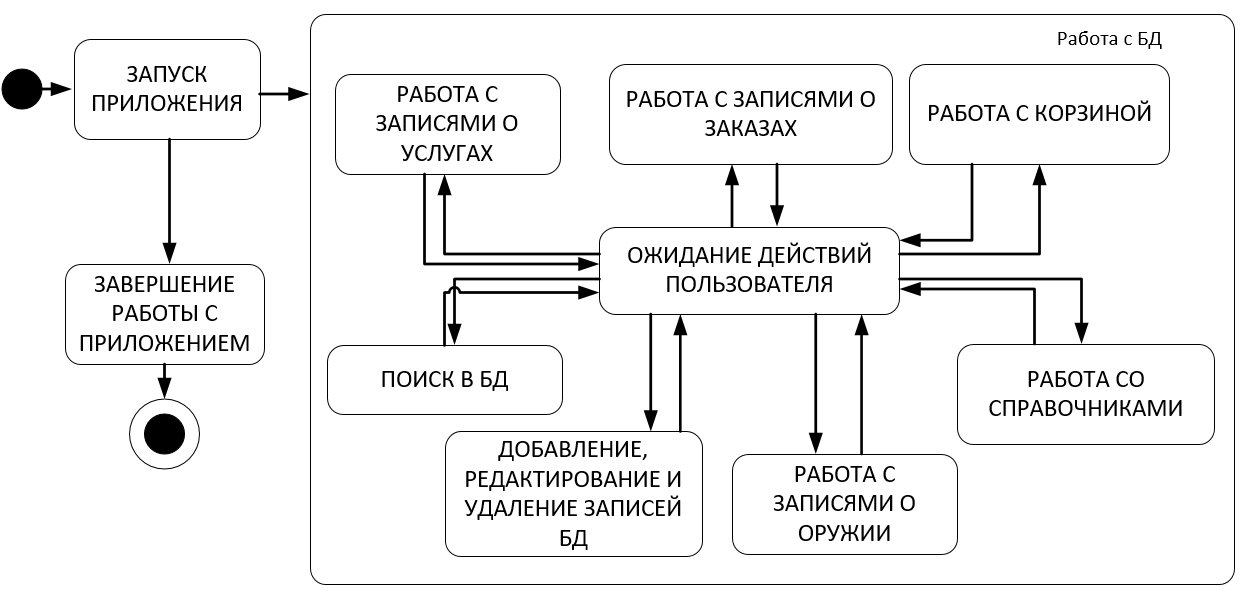 Работа с БД
ЗАПУСК
ПРИЛОЖЕНИЯ
РАБОТА С
ЗАПИСЯМИ О
УСЛУГАХ
РАБОТА С ЗАПИСЯМИ О
ЗАКАЗАХ
РАБОТА С КОРЗИНОЙ
ОЖИДАНИЕ ДЕЙСТВИЙ
ПОЛЬЗОВАТЕЛЯ
ЗАВЕРШЕНИЕ
РАБОТЫ С
ПРИЛОЖЕНИЕМ
ПОИСК В БД
РАБОТА СО
СПРАВОЧНИКАМИ
ДОБАВЛЕНИЕ,
РЕДАКТИРОВАНИЕ И
УДАЛЕНИЕ ЗАПИСЕЙ
БД
РАБОТА С
ЗАПИСЯМИ О
ОРУЖИИ